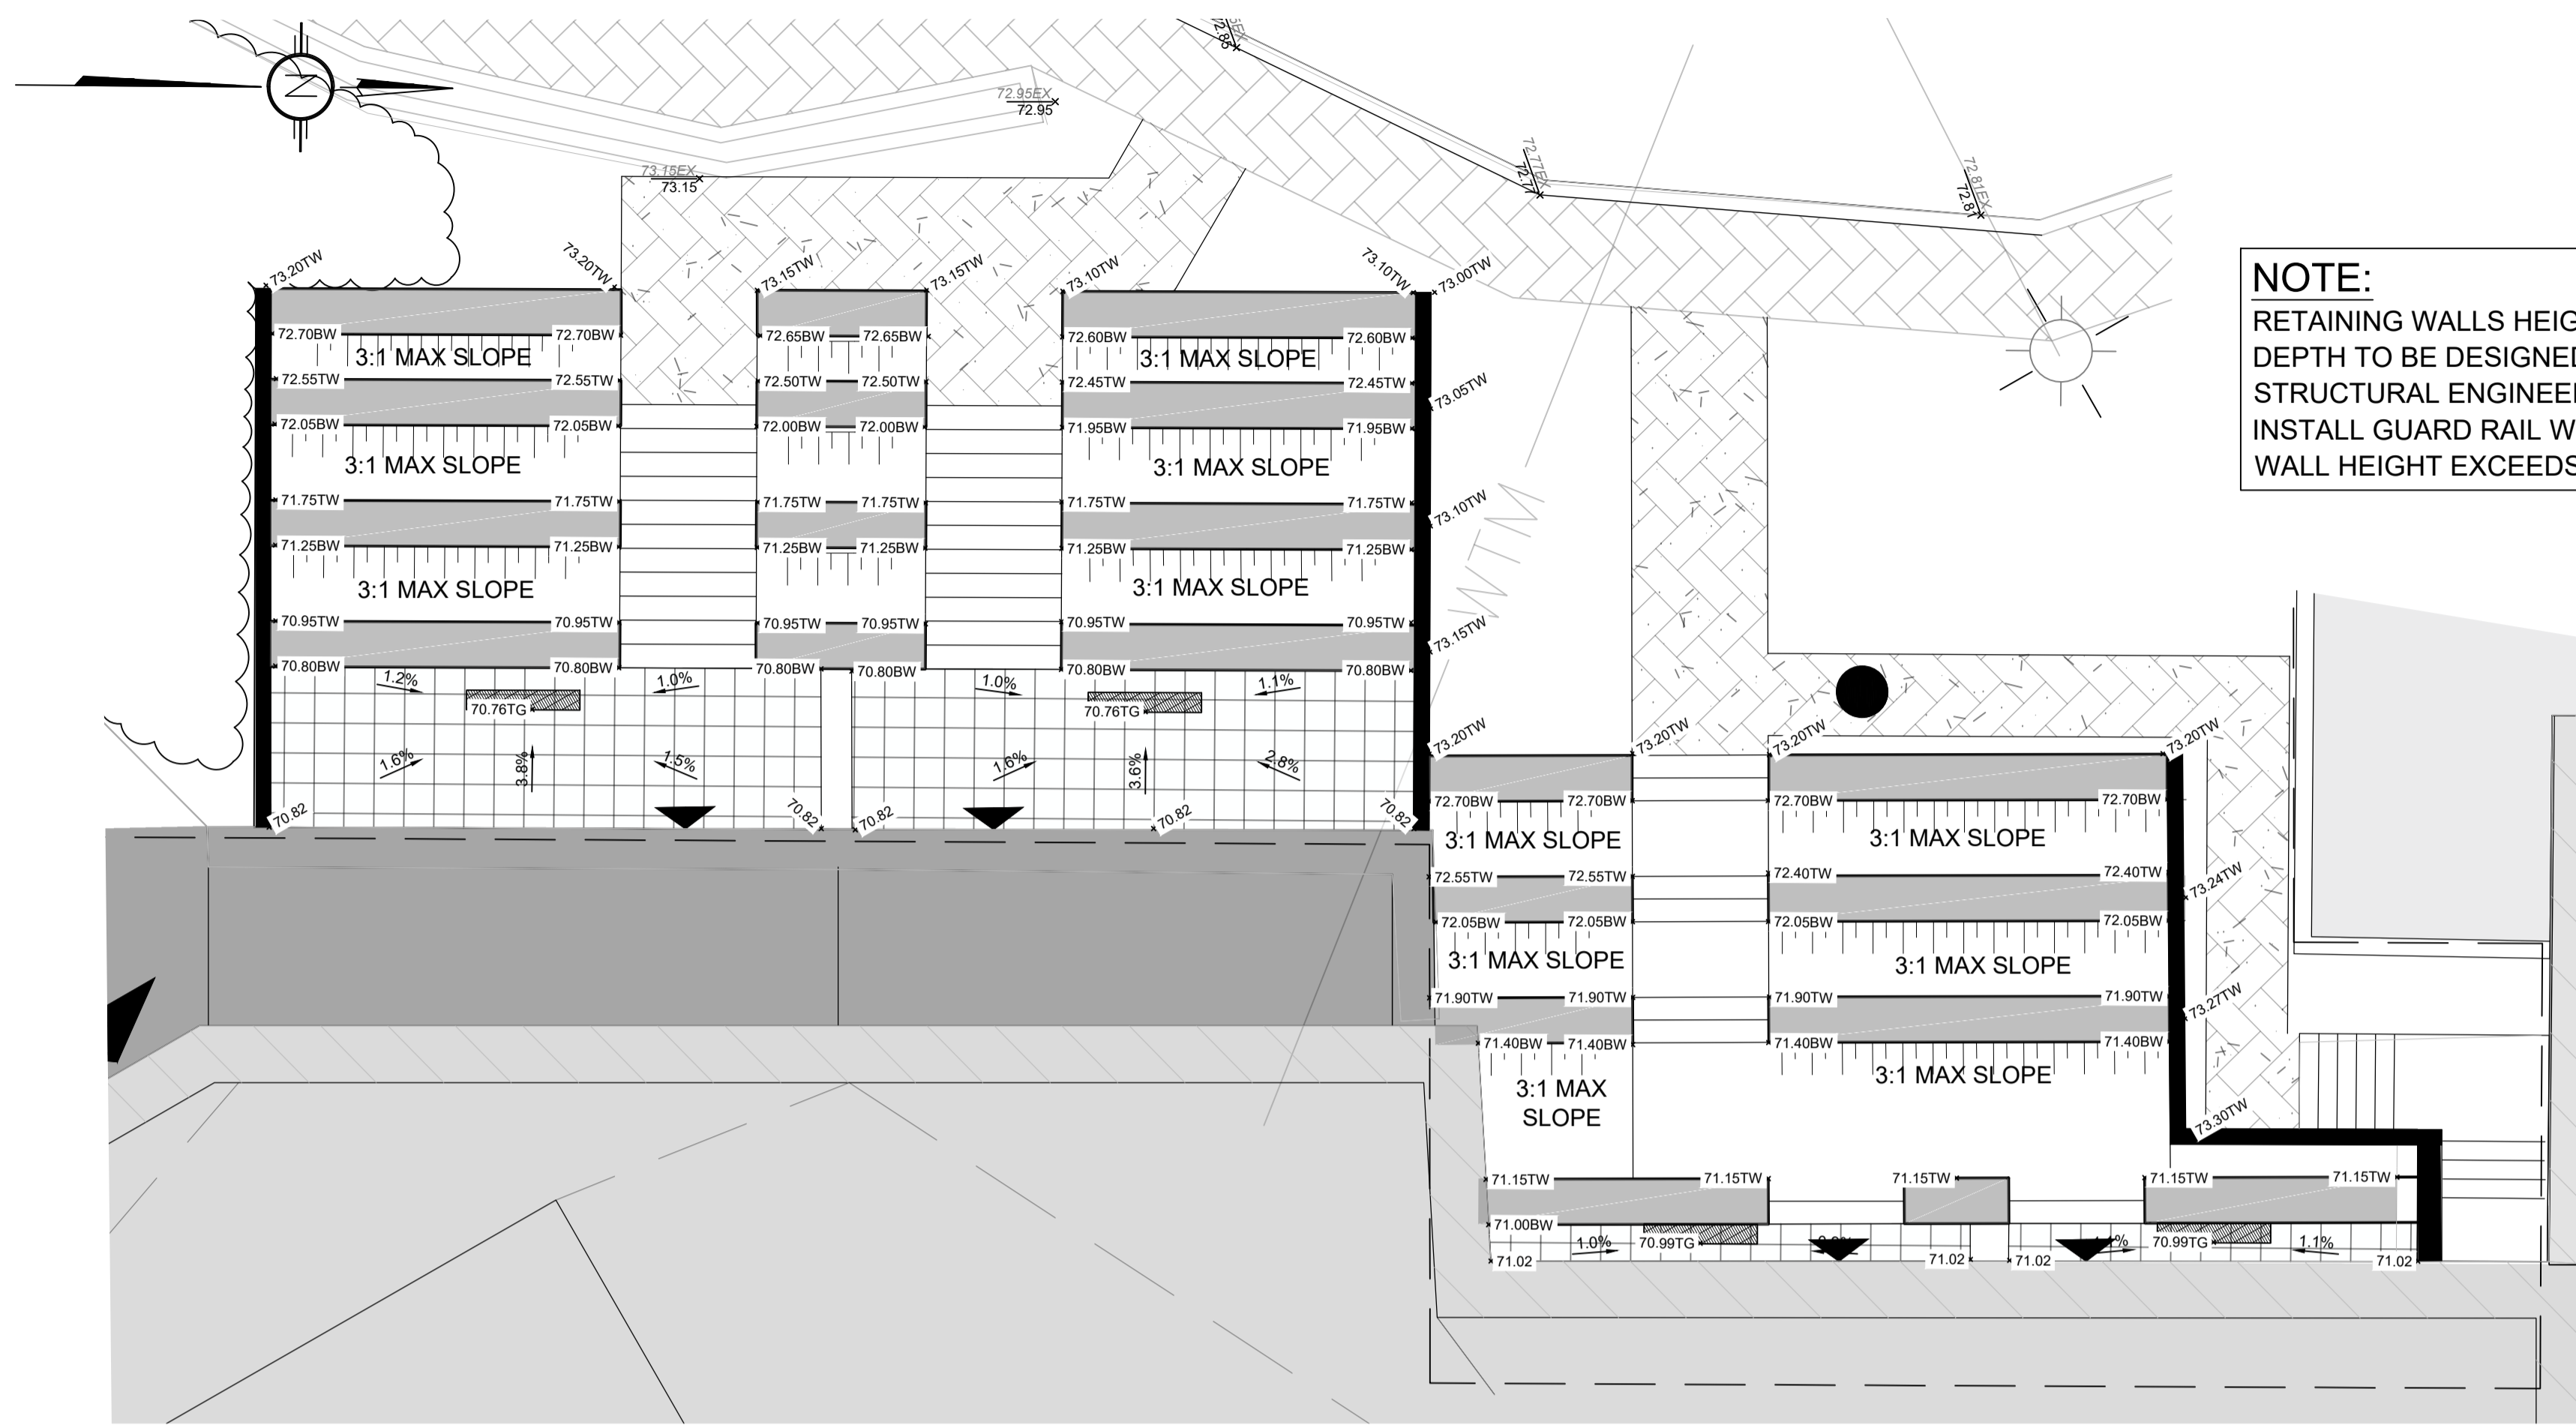 72.85
72.95EX
72.95
73.15EX
73.15
72.77EX
72.81EX
72.81
N
NOTE:
RETAINING WALLS HEIG
DEPTH TO BE DESIGNED
STRUCTURAL ENGINEE
INSTALL GUARD RAIL W
WALL HEIGHT EXCEEDS
73.20TW
73.20TW
73.15TW
73.15TW
73.10TW
73.10TW
73.00TW
72.70BW
72.70BW
72.65BW
72.65BW
72.60BW
72.60BW
3:1 MAX SLOPE
3:1 MAX SLOPE
72.55TW
72.55TW
72.50TW
72.50TW
72.45TW
72.45TW
73.05TW
72.05BW
72.05BW
72.00BW
72.00BW
71.95BW
71.95BW
3:1 MAX SLOPE
3:1 MAX SLOPE
71.75TW
71.75TW
71.75TW
71.75TW
71.75TW
71.75TW
73.10TW
WTM
71.25BW
71.25BW
71.25BW
71.25BW
71.25BW
71.25BW
3:1 MAX SLOPE
3:1 MAX SLOPE
70.95TW
70.95TW
70.95TW
70.95TW
70.95TW
70.95TW
73.15TW
70.80BW
70.80BW
70.80BW
70.80BW
70.80BW
70.80BW
1.2%
1.0%
1.0%
1.1%
70.76TG
70.76TG
1.6%
3.8%
1.5%
1.6%
3.6%
2.8%
70.82
70.82
70.82
70.82
70.82
73.20TW
73.20TW
73.20TW
73.20TW
72.70BW
72.70BW
72.70BW
72.70BW
3:1 MAX SLOPE
3:1 MAX SLOPE
72.55TW
72.55TW
72.40TW
72.40TW
73.24TW
72.05BW
72.05BW
72.05BW
72.05BW
3:1 MAX SLOPE
3:1 MAX SLOPE
71.90TW
71.90TW
71.90TW
71.90TW
73.27TW
71.40BW
71.40BW
71.40BW
71.40BW
3:1 MAX
SLOPE
3:1 MAX SLOPE
73.30TW
71.15TW
71.15TW
71.15TW
71.15TW
71.15TW
71.00BW
1.0%
70.99TG
70.99TG
1.1%
71.02
71.02
71.02
71.02